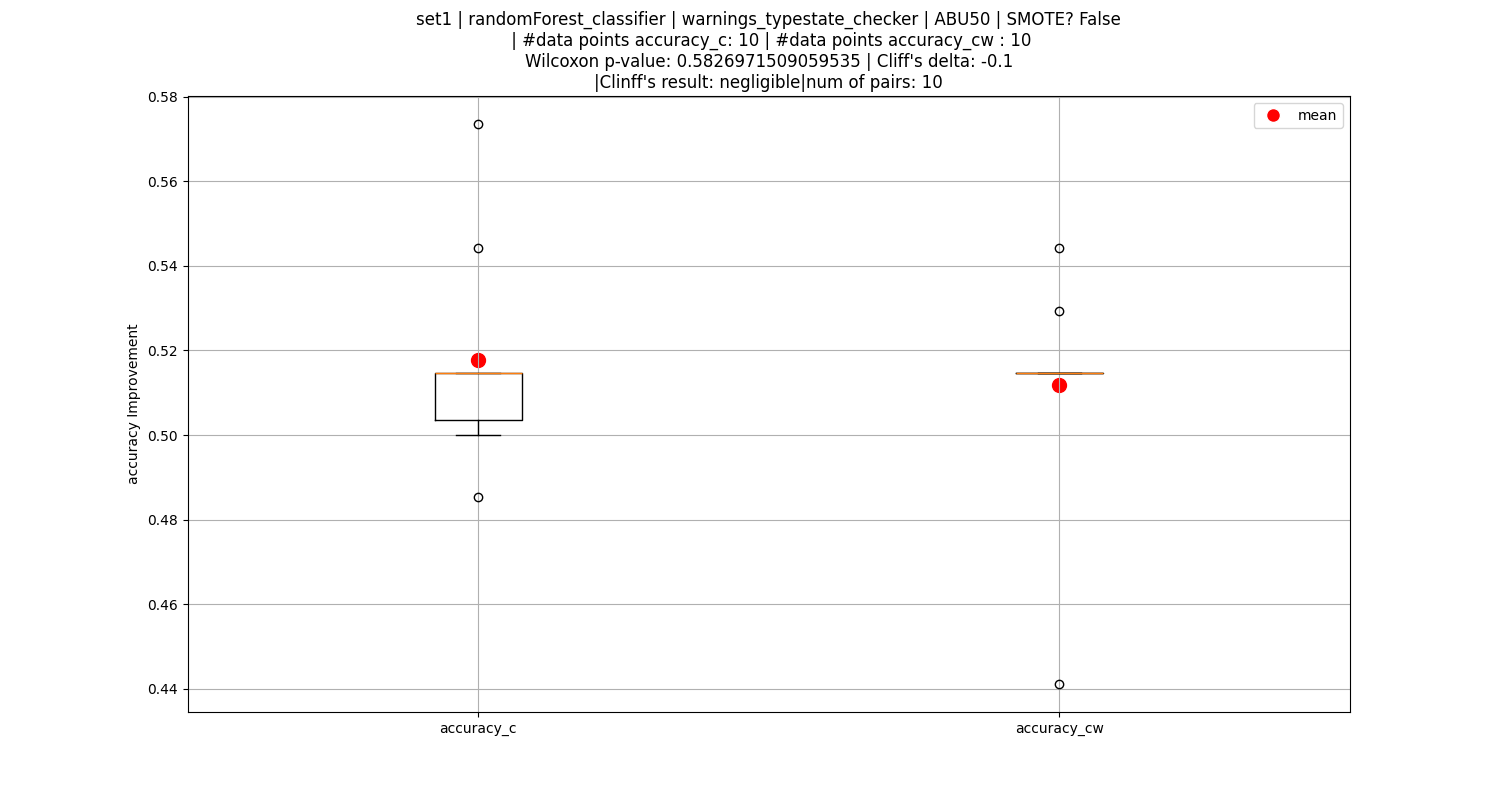 set1 | randomForest_classifier | warnings_typestate_checker | ABU50 | SMOTE? False
| #data points accuracy_c: 10 | #data points accuracy_cw : 10
Wilcoxon p-value: 0.5826971509059535 | Cliff's delta: -0.1
|Clinff's result: negligible|num of pairs: 10
mean
0.58
0.56
0.54
0.52
0.50
0.48
0.46
0.44
accuracy Improvement
accuracy_c
accuracy_cw